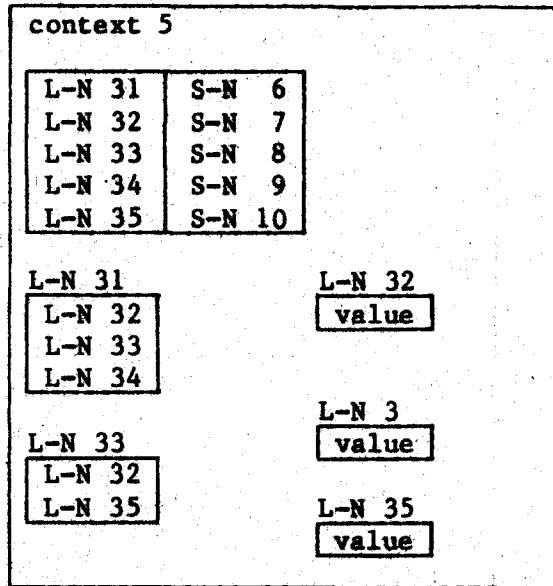 context 5
L-N 31 S-N 6
L-N 32 S-N 7
L-N 33 S-N 8
L-N 34 S-N 9
L-N 35 S-N 10
L-N 31 L-N 32
L-N 32 value
L-N 33
L-N 34
L-N 3
L-N 33 value
L-N 32
L-N 35 L-N 35
value